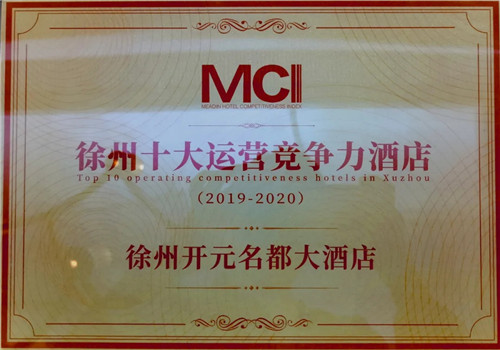 MCI
MEADIN HOTEL COMPETITIVENESS INDEX
徐州十大运营竞争力酒店
Top 10 operating competitiveness hotels in Xuzhou
（2019-2020）
徐州开元名都大酒店